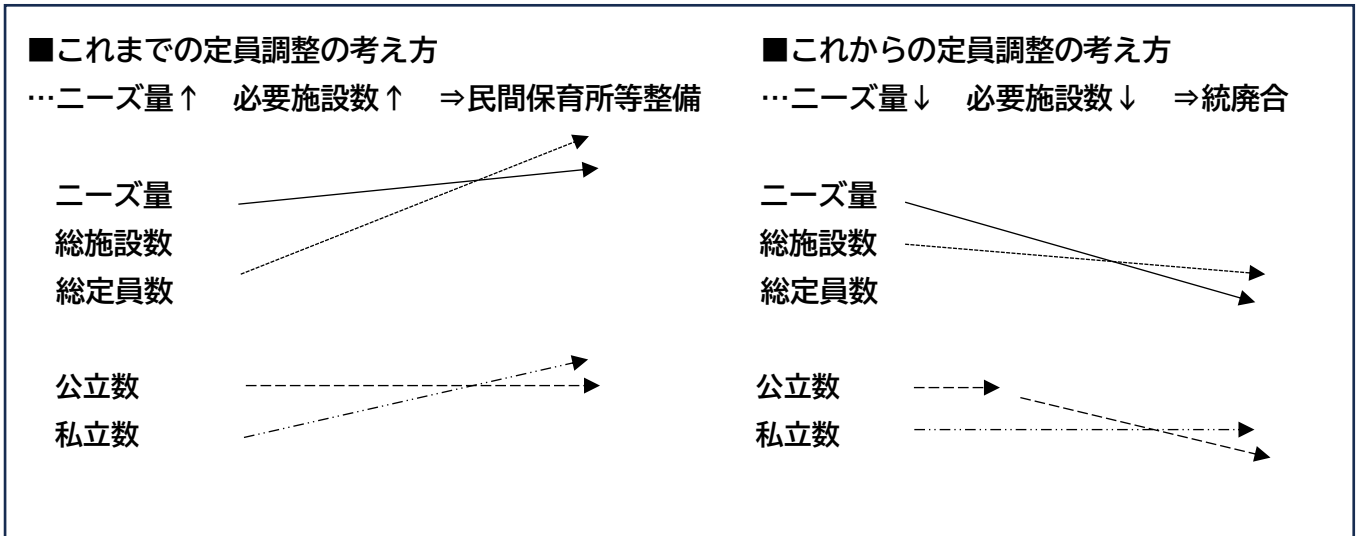 ■これまでの定員調整の考え方
…ニーズ量↑　必要施設数↑　⇒民間保育所等整備
ニーズ量
総施設数
総定員数
公立数
私立数
■これからの定員調整の考え方
…ニーズ量↓　必要施設数↓　⇒統廃合
ニーズ量
総施設数
総定員数
公立数
私立数